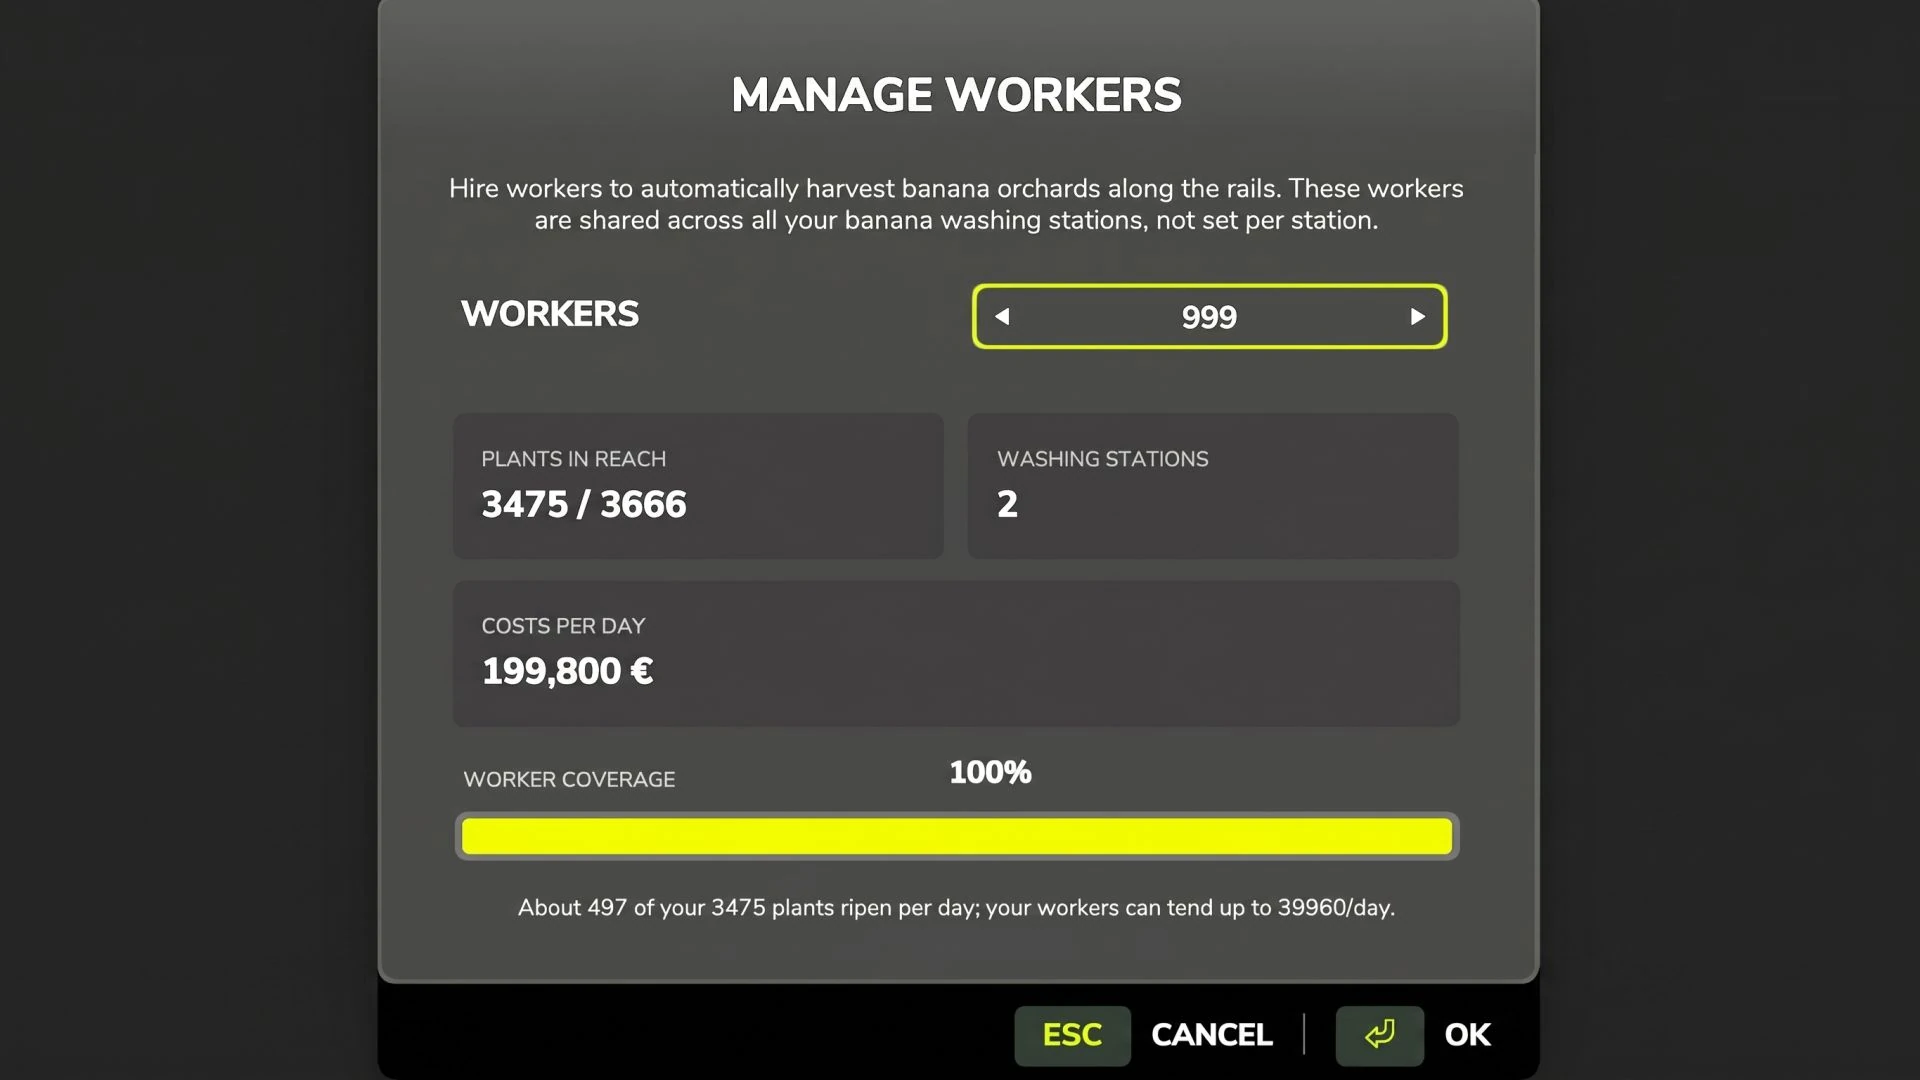 MANAGE WORKERS
Hire workers to automatically harvest banana orchards along the rails. These workers
are shared across all your banana washing stations, not set per station.
WORKERS
999
PLANTS IN REACH
3475 / 3666
WASHING STATIONS
2
COSTS PER DAY
199,800 €
WORKER COVERAGE
100%
About 497 of your 3475 plants ripen per day; your workers can tend up to 39960/day.
ESC CANCEL OK